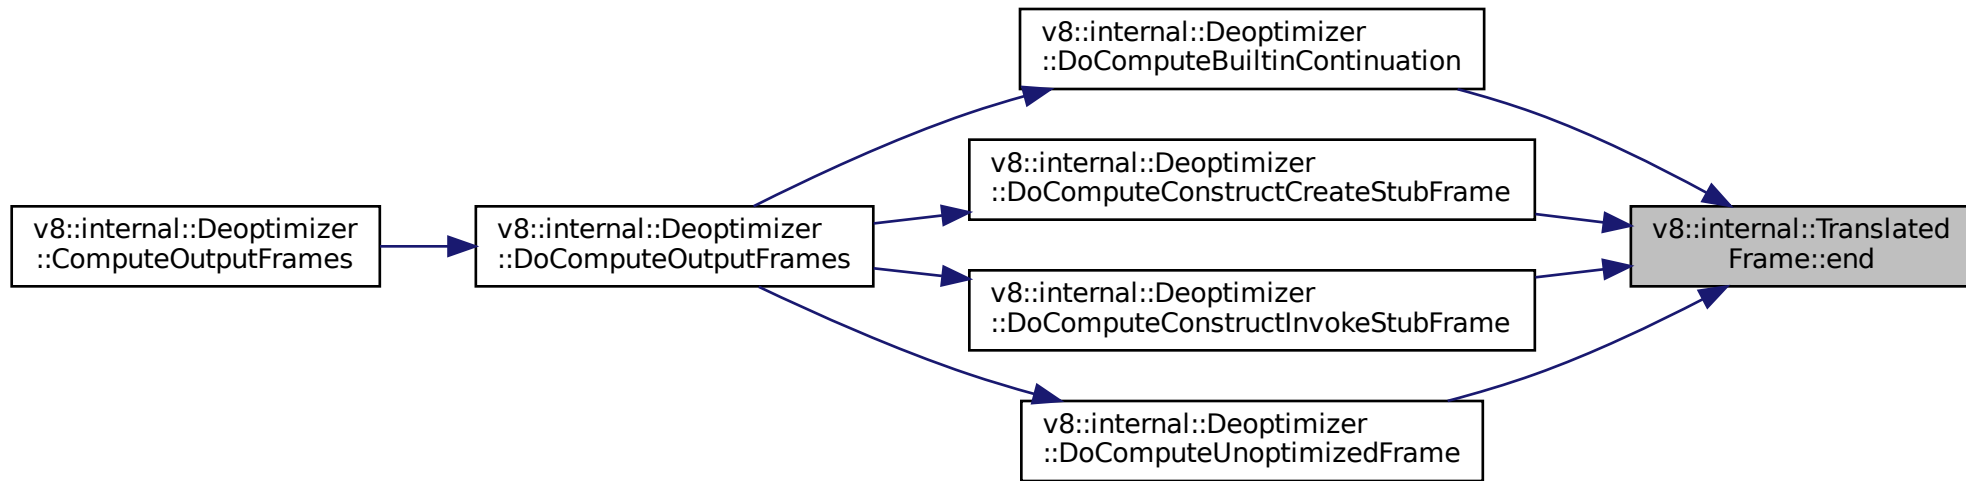 v8::internal::Deoptimizer
::ComputeOutputFrames
v8::internal::Deoptimizer
::DoComputeOutputFrames
v8::internal::Deoptimizer
::DoComputeBuiltinContinuation
v8::internal::Deoptimizer
::DoComputeConstructCreateStubFrame
v8::internal::Deoptimizer
::DoComputeConstructInvokeStubFrame
v8::internal::Deoptimizer
::DoComputeUnoptimizedFrame
v8::internal::Translated
Frame::end